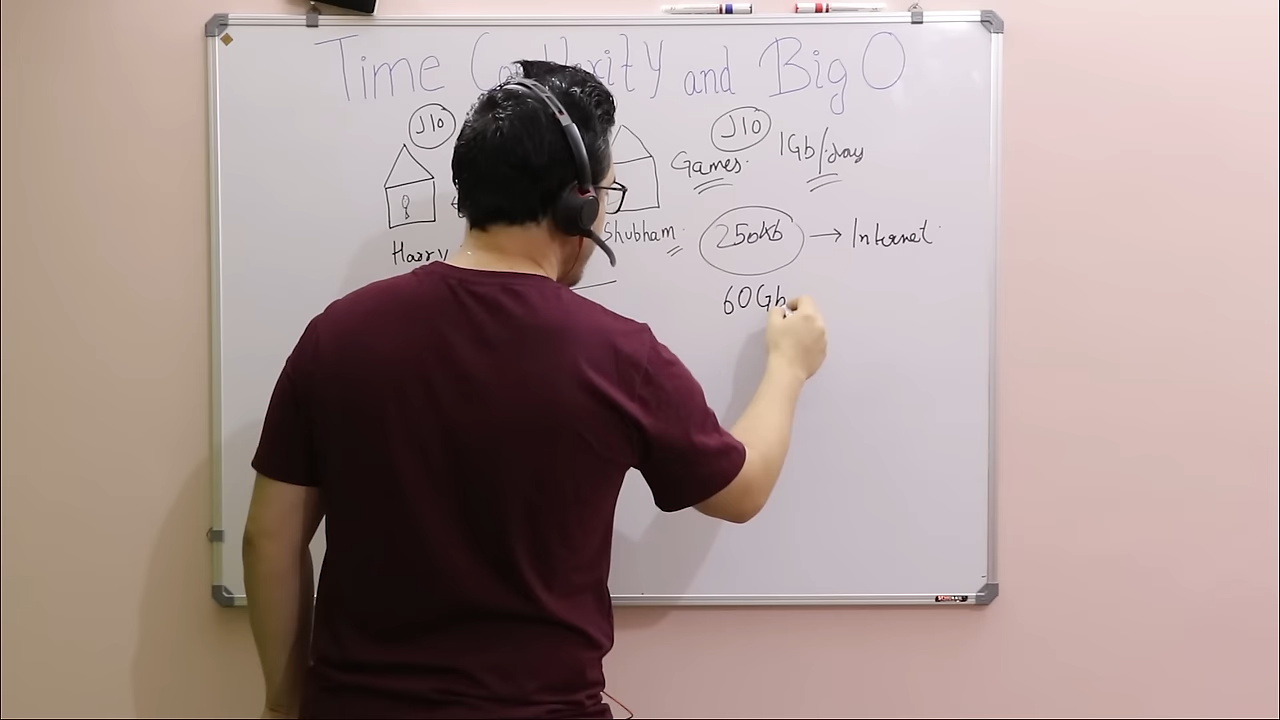 Time Complexity and Big O
J10 J10
Games. 1Gb/day
Harry Shubham 250kb → Internet
60Gb